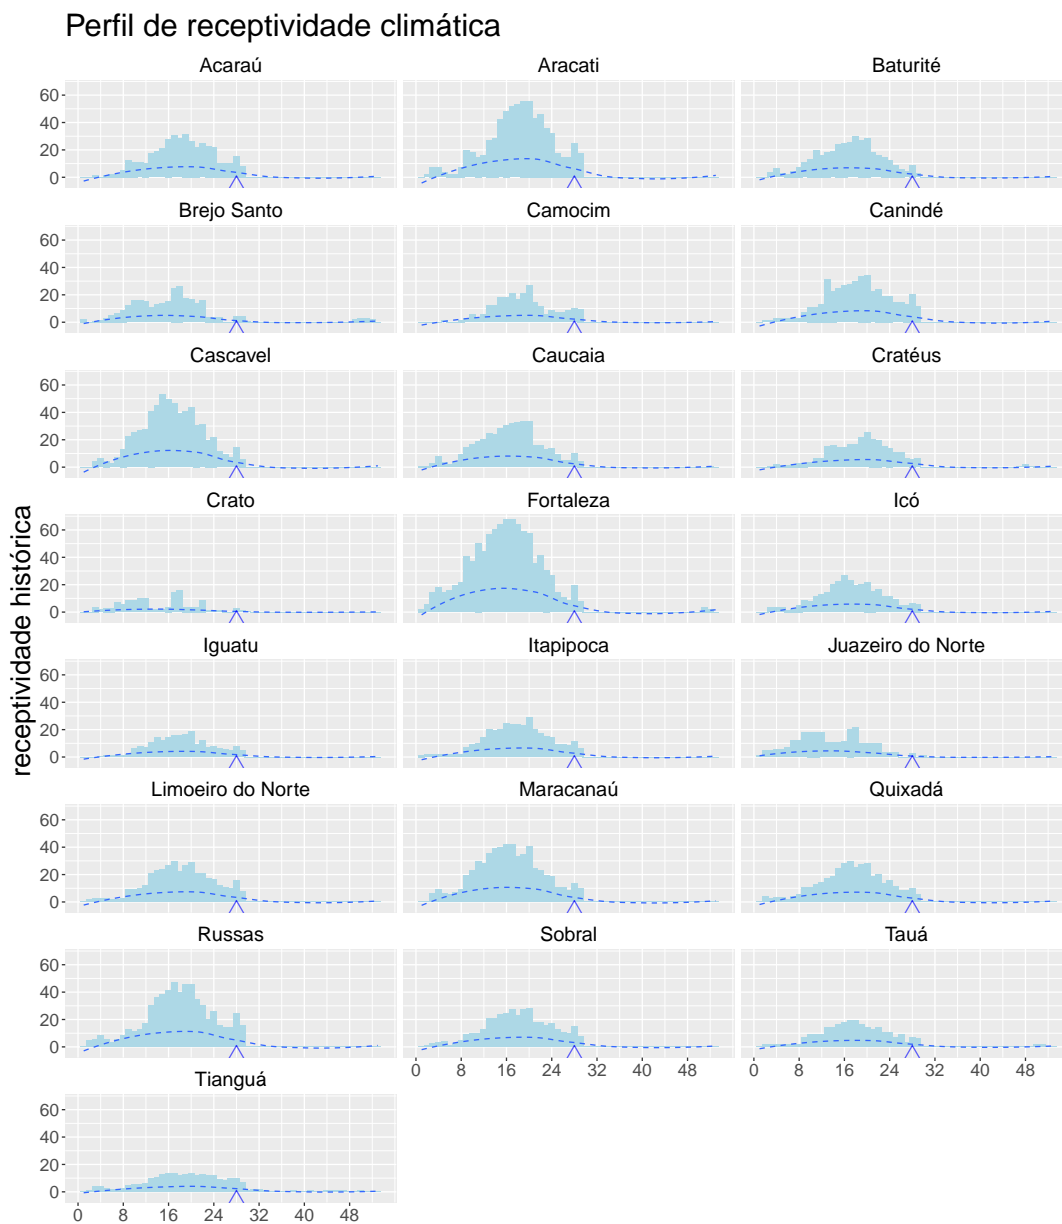 Perfil de receptividade climática
Acaraú
Aracati
Baturité
60
40
20
0
Brejo Santo
Camocim
Canindé
60
40
20
0
Cascavel
Caucaia
Cratéus
60
40
20
0
Crato
Fortaleza
Icó
60
40
20
0
receptividade histórica
Iguatu
Itapipoca
Juazeiro do Norte
60
40
20
0
Limoeiro do Norte
Maracanaú
Quixadá
60
40
20
0
Russas
Sobral
Tauá
60
40
20
0
0 8 16 24 32 40 48
0 8 16 24 32 40 48
Tianguá
60
40
20
0
0 8 16 24 32 40 48